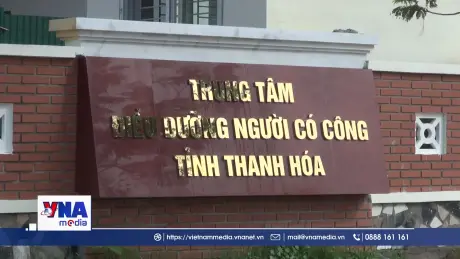 TRUNG TÂM
ĐIỀU DƯỠNG NGƯỜI CÓ CÔNG
TỈNH THANH HÓA
VNA
media
https://vietnammedia.vnanet.vn/
mail@vnamedia.vn
0888 161 161